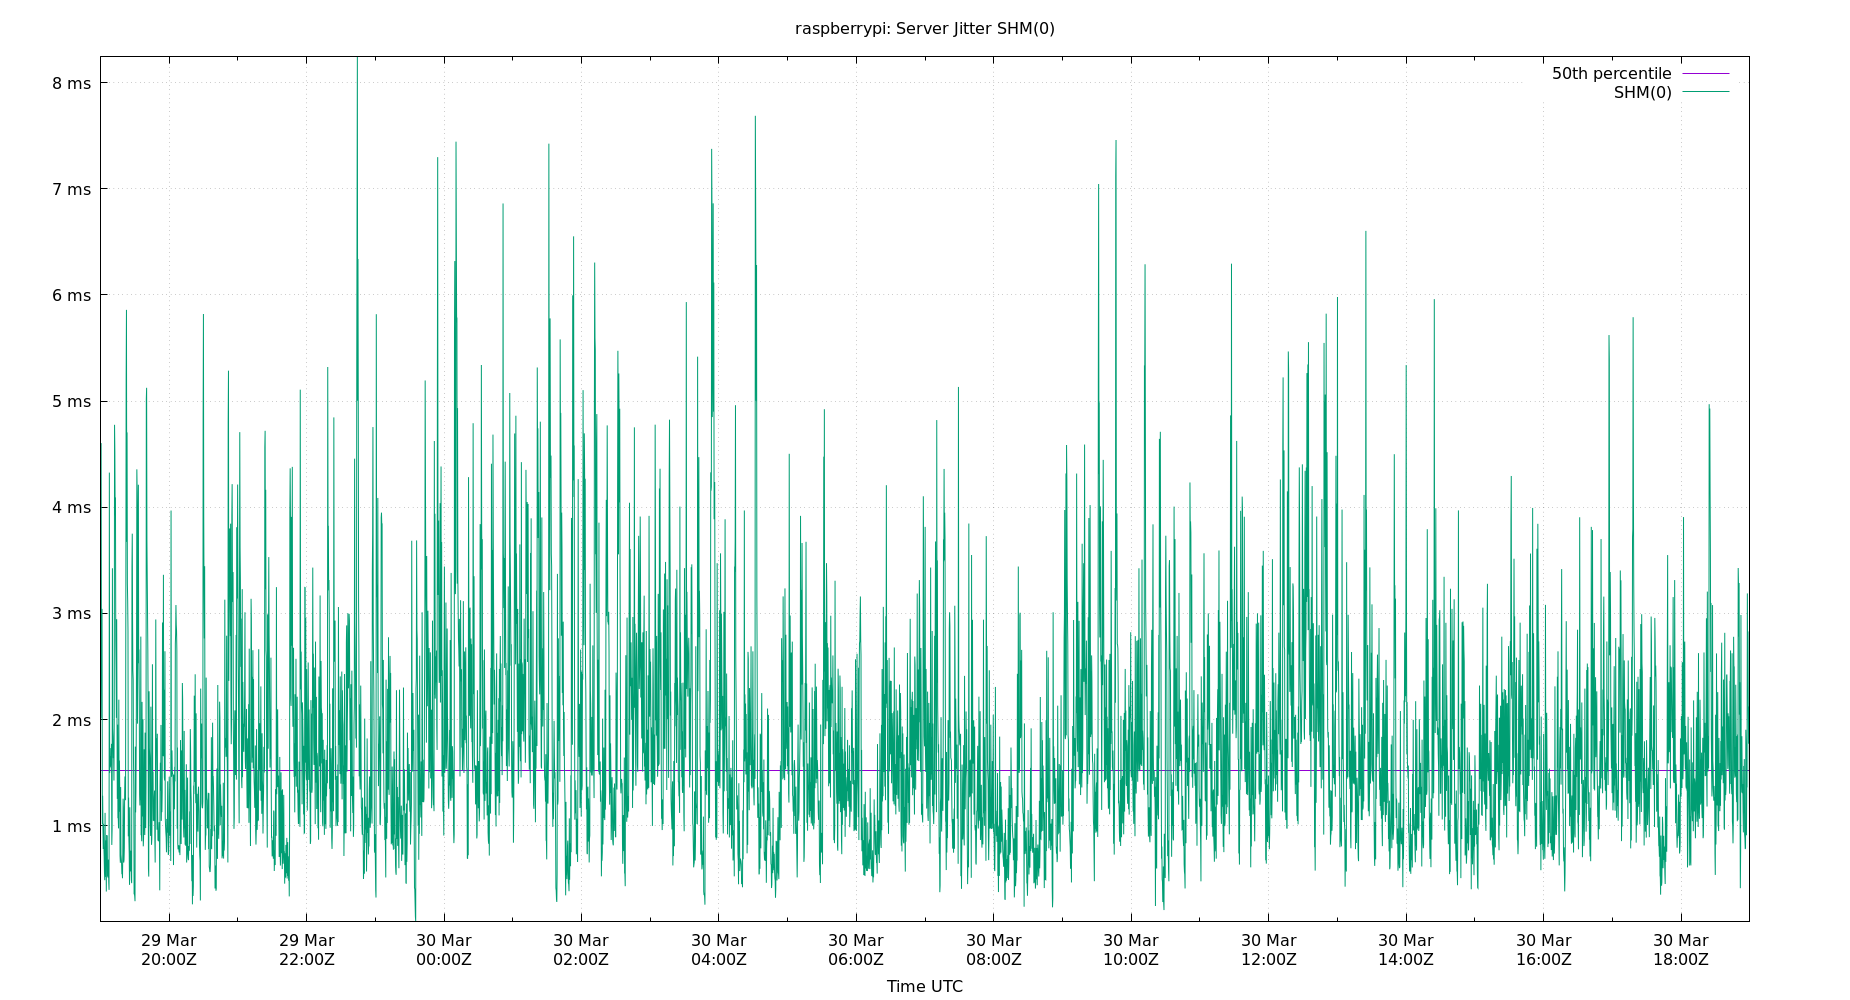 raspberrypi: Server Jitter SHM(0)
50th percentile
SHM(0)
8 ms
7 ms
6 ms
5 ms
4 ms
3 ms
2 ms
1 ms
29 Mar 29 Mar 30 Mar 30 Mar 30 Mar 30 Mar 30 Mar 30 Mar 30 Mar 30 Mar 30 Mar 30 Mar
20:00Z 22:00Z 00:00Z 02:00Z 04:00Z 06:00Z 08:00Z 10:00Z 12:00Z 14:00Z 16:00Z 18:00Z
Time UTC